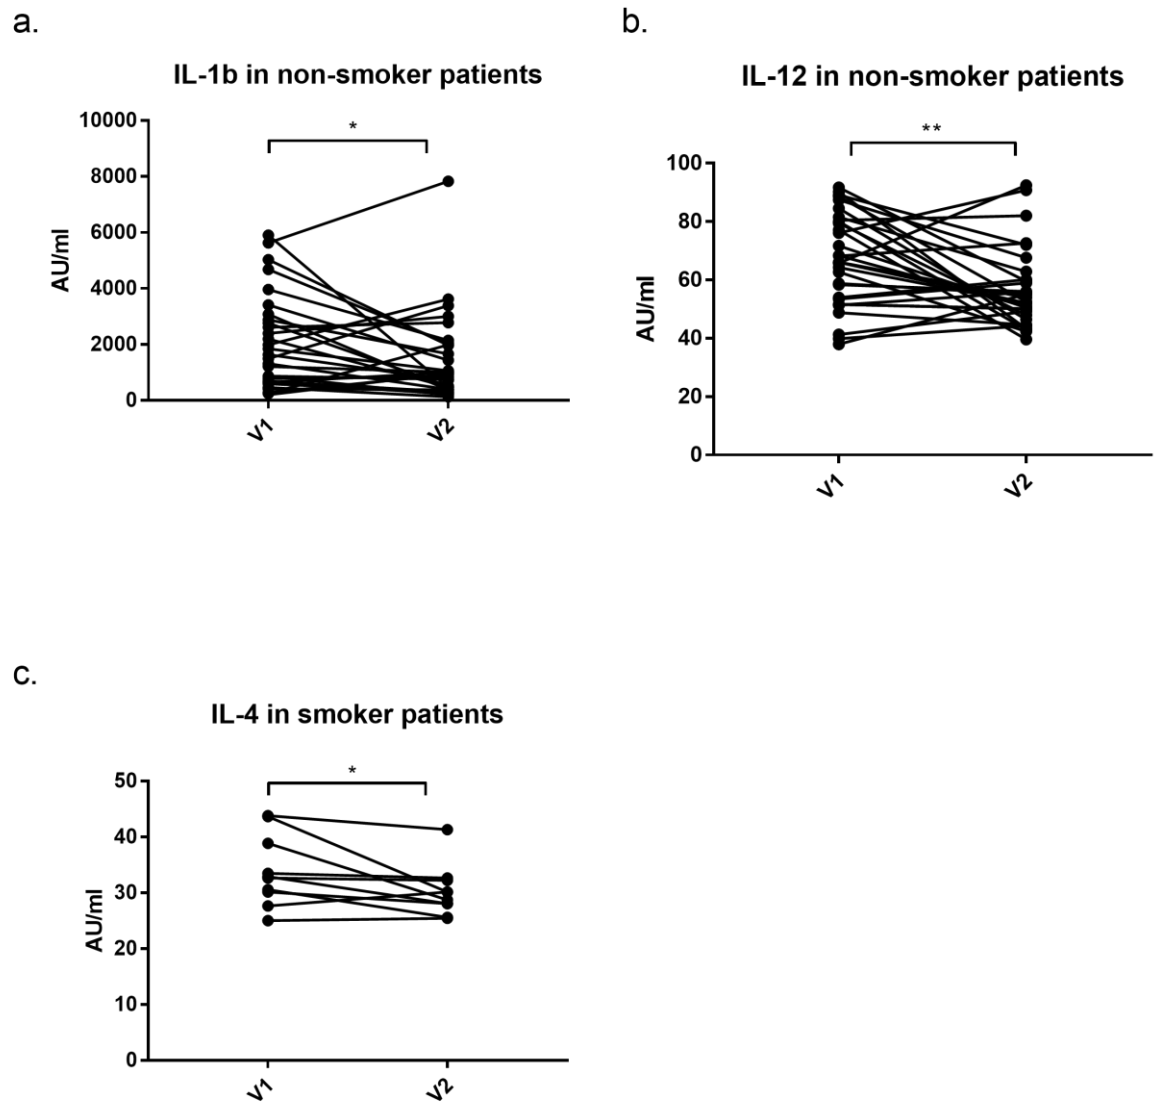 a.
IL-1b in non-smoker patients
*
10000
8000
6000
4000
2000
0
AU/ml
V1
V2
b.
IL-12 in non-smoker patients
**
100
80
60
40
20
0
AU/ml
V1
V2
c.
IL-4 in smoker patients
*
50
40
30
20
10
0
AU/ml
V1
V2